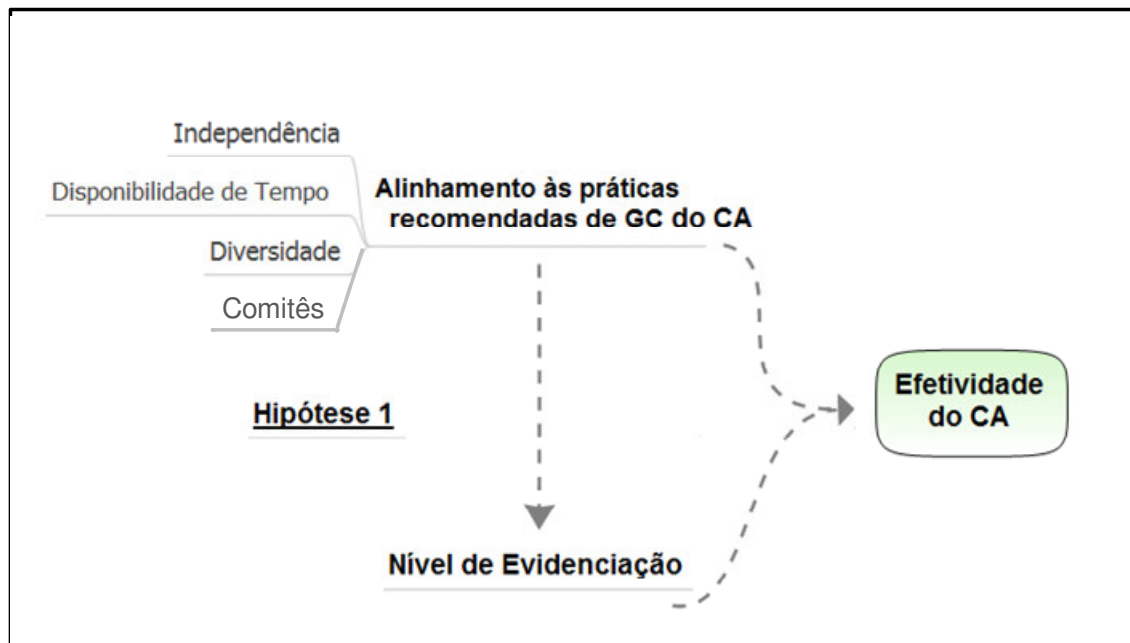 Independência
Disponibilidade de Tempo
Diversidade
Comitês
Alinhamento às práticas
recomendadas de GC do CA
Hipótese 1
Efetividade
do CA
Nível de Evidenciação